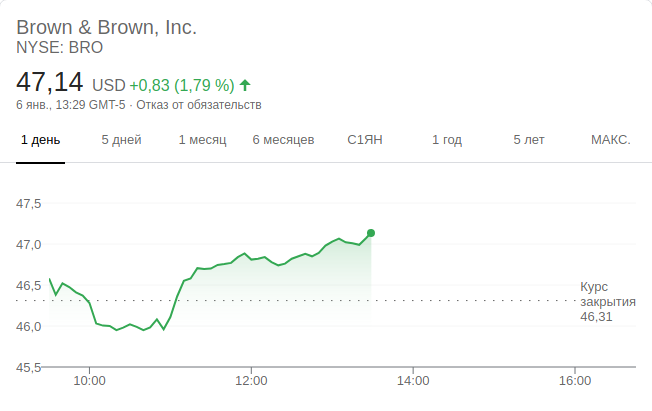 Brown & Brown, Inc.
NYSE: BRO
47,14 USD +0,83 (1,79 %)
6 янв., 13:29 GMT-5 · Отказ от обязательств
1 день 5 дней 1 месяц 6 месяцев С1ЯН 1 год 5 лет МАКС.
47,5
47,0
46,5
Курс
закрытия
46,31
46,0
45,5
10:00 12:00 14:00 16:00